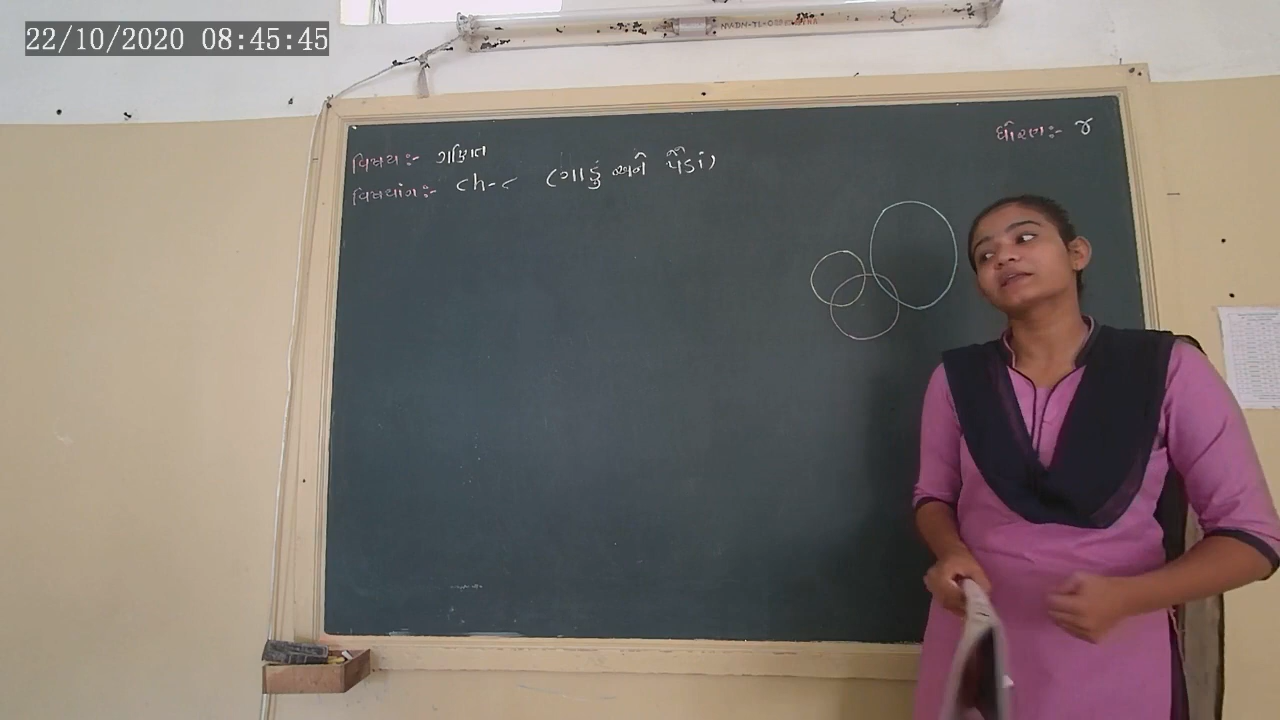 22/10/2020 08:45:45
વિષય:- ગણિત
ધોરણ:- ૪
વિષયાંગ:- ch-૮ (ગાડું અને પૈડાં)